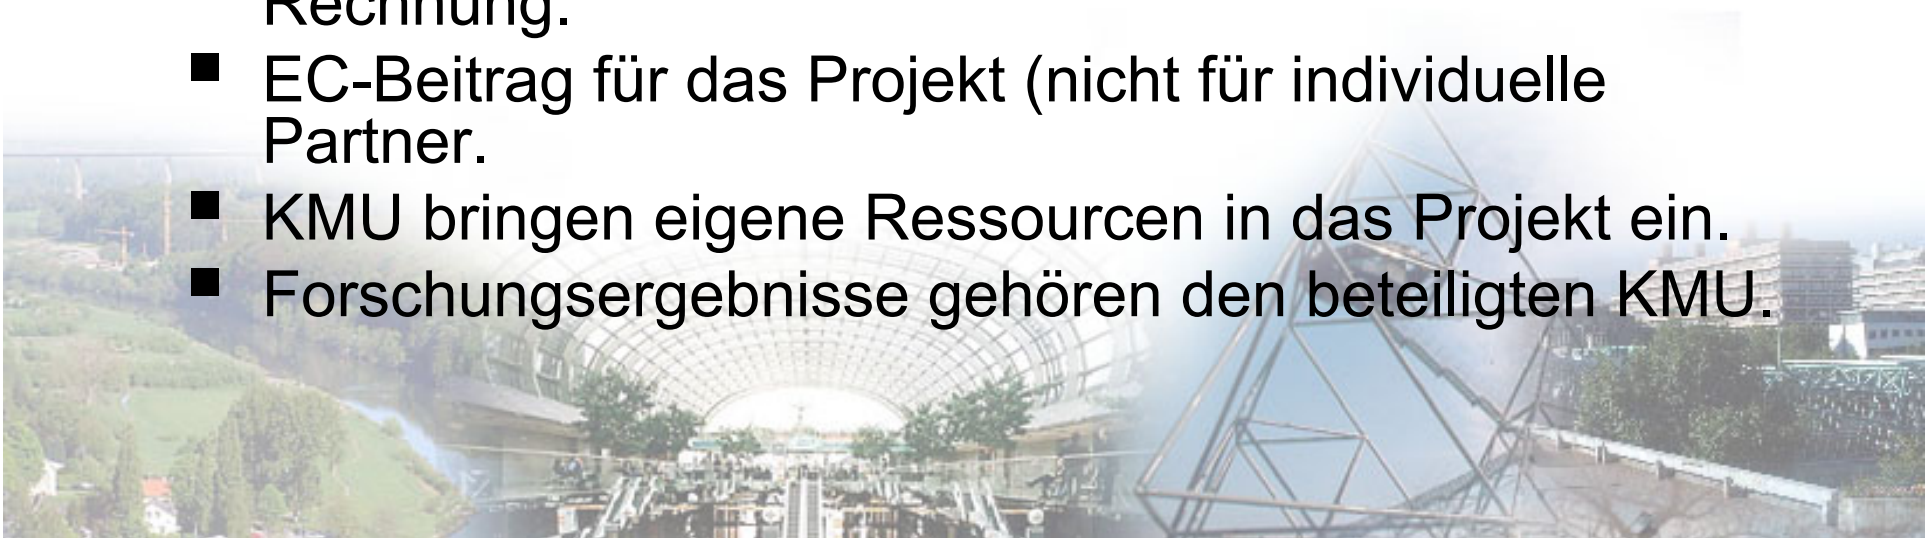 Rechnung.
■ EC-Beitrag für das Projekt (nicht für individuelle
Partner.
■ KMU bringen eigene Ressourcen in das Projekt ein.
■ Forschungsergebnisse gehören den beteiligten KMU.